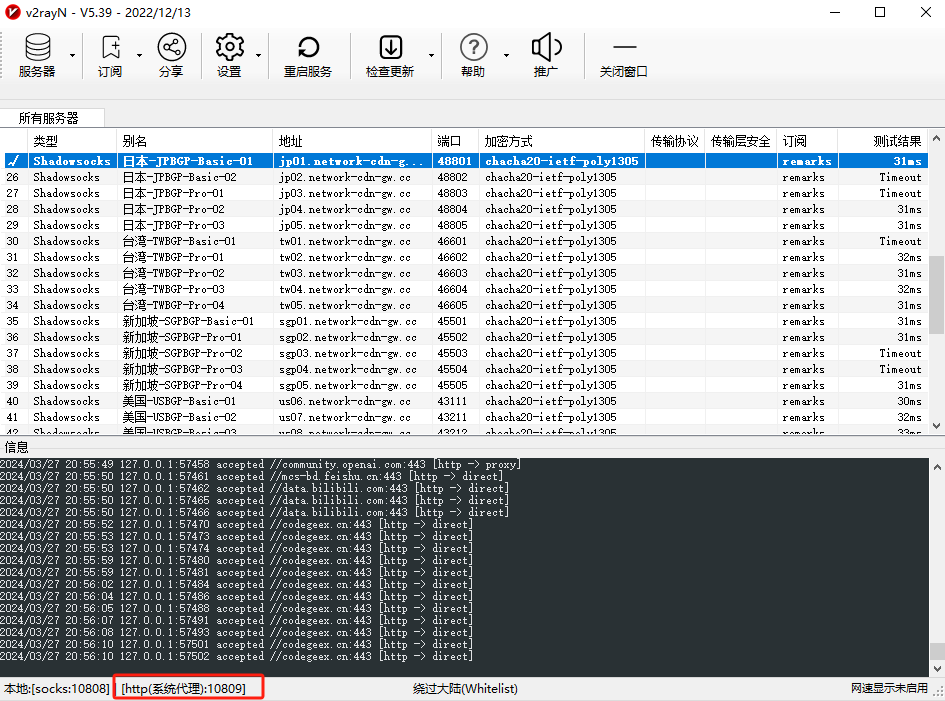 v2rayN - V5.39 - 2022/12/13
服务器 订阅 分享 设置 重启服务 检查更新 帮助 推广 关闭窗口
所有服务器
类型 别名 地址 端口 加密方式 传输协议 传输层安全 订阅 测试结果
Shadowsocks 日本-JPBGP-Basic-01 jp01.network-cdn-g... 48801 chacha20-ietf-poly1305 remarks 31ms
26 Shadowsocks 日本-JPBGP-Basic-02 jp02.network-cdn-gw.cc 48802 chacha20-ietf-poly1305 remarks Timeout
27 Shadowsocks 日本-JPBGP-Pro-01 jp03.network-cdn-gw.cc 48803 chacha20-ietf-poly1305 remarks Timeout
28 Shadowsocks 日本-JPBGP-Pro-02 jp04.network-cdn-gw.cc 48804 chacha20-ietf-poly1305 remarks 31ms
29 Shadowsocks 日本-JPBGP-Pro-03 jp05.network-cdn-gw.cc 48805 chacha20-ietf-poly1305 remarks 31ms
30 Shadowsocks 台湾-TWBGP-Basic-01 tw01.network-cdn-gw.cc 46601 chacha20-ietf-poly1305 remarks Timeout
31 Shadowsocks 台湾-TWBGP-Pro-01 tw02.network-cdn-gw.cc 46602 chacha20-ietf-poly1305 remarks 32ms
32 Shadowsocks 台湾-TWBGP-Pro-02 tw03.network-cdn-gw.cc 46603 chacha20-ietf-poly1305 remarks 31ms
33 Shadowsocks 台湾-TWBGP-Pro-03 tw04.network-cdn-gw.cc 46604 chacha20-ietf-poly1305 remarks 32ms
34 Shadowsocks 台湾-TWBGP-Pro-04 tw05.network-cdn-gw.cc 46605 chacha20-ietf-poly1305 remarks 31ms
35 Shadowsocks 新加坡-SGPBGP-Basic-01 sgp01.network-cdn-gw.cc 45501 chacha20-ietf-poly1305 remarks 31ms
36 Shadowsocks 新加坡-SGPBGP-Pro-01 sgp02.network-cdn-gw.cc 45502 chacha20-ietf-poly1305 remarks 31ms
37 Shadowsocks 新加坡-SGPBGP-Pro-02 sgp03.network-cdn-gw.cc 45503 chacha20-ietf-poly1305 remarks Timeout
38 Shadowsocks 新加坡-SGPBGP-Pro-03 sgp04.network-cdn-gw.cc 45504 chacha20-ietf-poly1305 remarks Timeout
39 Shadowsocks 新加坡-SGPBGP-Pro-04 sgp05.network-cdn-gw.cc 45505 chacha20-ietf-poly1305 remarks 31ms
40 Shadowsocks 美国-USBGP-Basic-01 us06.network-cdn-gw.cc 43111 chacha20-ietf-poly1305 remarks 30ms
41 Shadowsocks 美国-USBGP-Basic-02 us07.network-cdn-gw.cc 43211 chacha20-ietf-poly1305 remarks 32ms
42 Shadowsocks 美国-USBGP-Basic-03 us08.network-cdn-gw.cc 43212 chacha20-ietf-poly1305 remarks 33ms
信息
2024/03/27 20:55:49 127.0.0.1:57458 accepted //community.openai.com:443 [http -> proxy]
2024/03/27 20:55:50 127.0.0.1:57461 accepted //mcs-bd.feishu.cn:443 [http -> direct]
2024/03/27 20:55:50 127.0.0.1:57462 accepted //data.bilibili.com:443 [http -> direct]
2024/03/27 20:55:50 127.0.0.1:57465 accepted //data.bilibili.com:443 [http -> direct]
2024/03/27 20:55:50 127.0.0.1:57466 accepted //data.bilibili.com:443 [http -> direct]
2024/03/27 20:55:52 127.0.0.1:57470 accepted //codegeex.cn:443 [http -> direct]
2024/03/27 20:55:53 127.0.0.1:57473 accepted //codegeex.cn:443 [http -> direct]
2024/03/27 20:55:53 127.0.0.1:57474 accepted //codegeex.cn:443 [http -> direct]
2024/03/27 20:55:59 127.0.0.1:57480 accepted //codegeex.cn:443 [http -> direct]
2024/03/27 20:55:59 127.0.0.1:57481 accepted //codegeex.cn:443 [http -> direct]
2024/03/27 20:56:02 127.0.0.1:57484 accepted //codegeex.cn:443 [http -> direct]
2024/03/27 20:56:04 127.0.0.1:57486 accepted //codegeex.cn:443 [http -> direct]
2024/03/27 20:56:05 127.0.0.1:57488 accepted //codegeex.cn:443 [http -> direct]
2024/03/27 20:56:07 127.0.0.1:57491 accepted //codegeex.cn:443 [http -> direct]
2024/03/27 20:56:08 127.0.0.1:57493 accepted //codegeex.cn:443 [http -> direct]
2024/03/27 20:56:10 127.0.0.1:57501 accepted //codegeex.cn:443 [http -> direct]
2024/03/27 20:56:10 127.0.0.1:57502 accepted //codegeex.cn:443 [http -> direct]
本地:[socks:10808] [http(系统代理):10809] 绕过大陆(Whitelist) 网速显示未启用